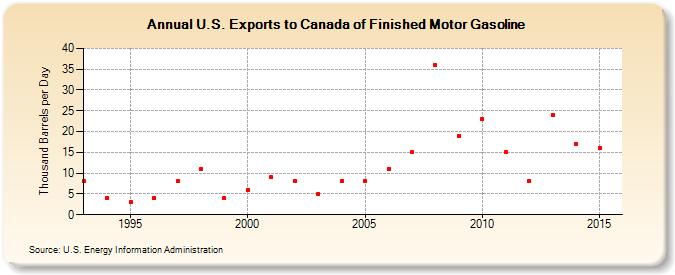 Annual U.S. Exports to Canada of Finished Motor Gasoline
Thousand Barrels per Day
40
35
30
25
20
15
10
5
0
1995 2000 2005 2010 2015
Source: U.S. Energy Information Administration